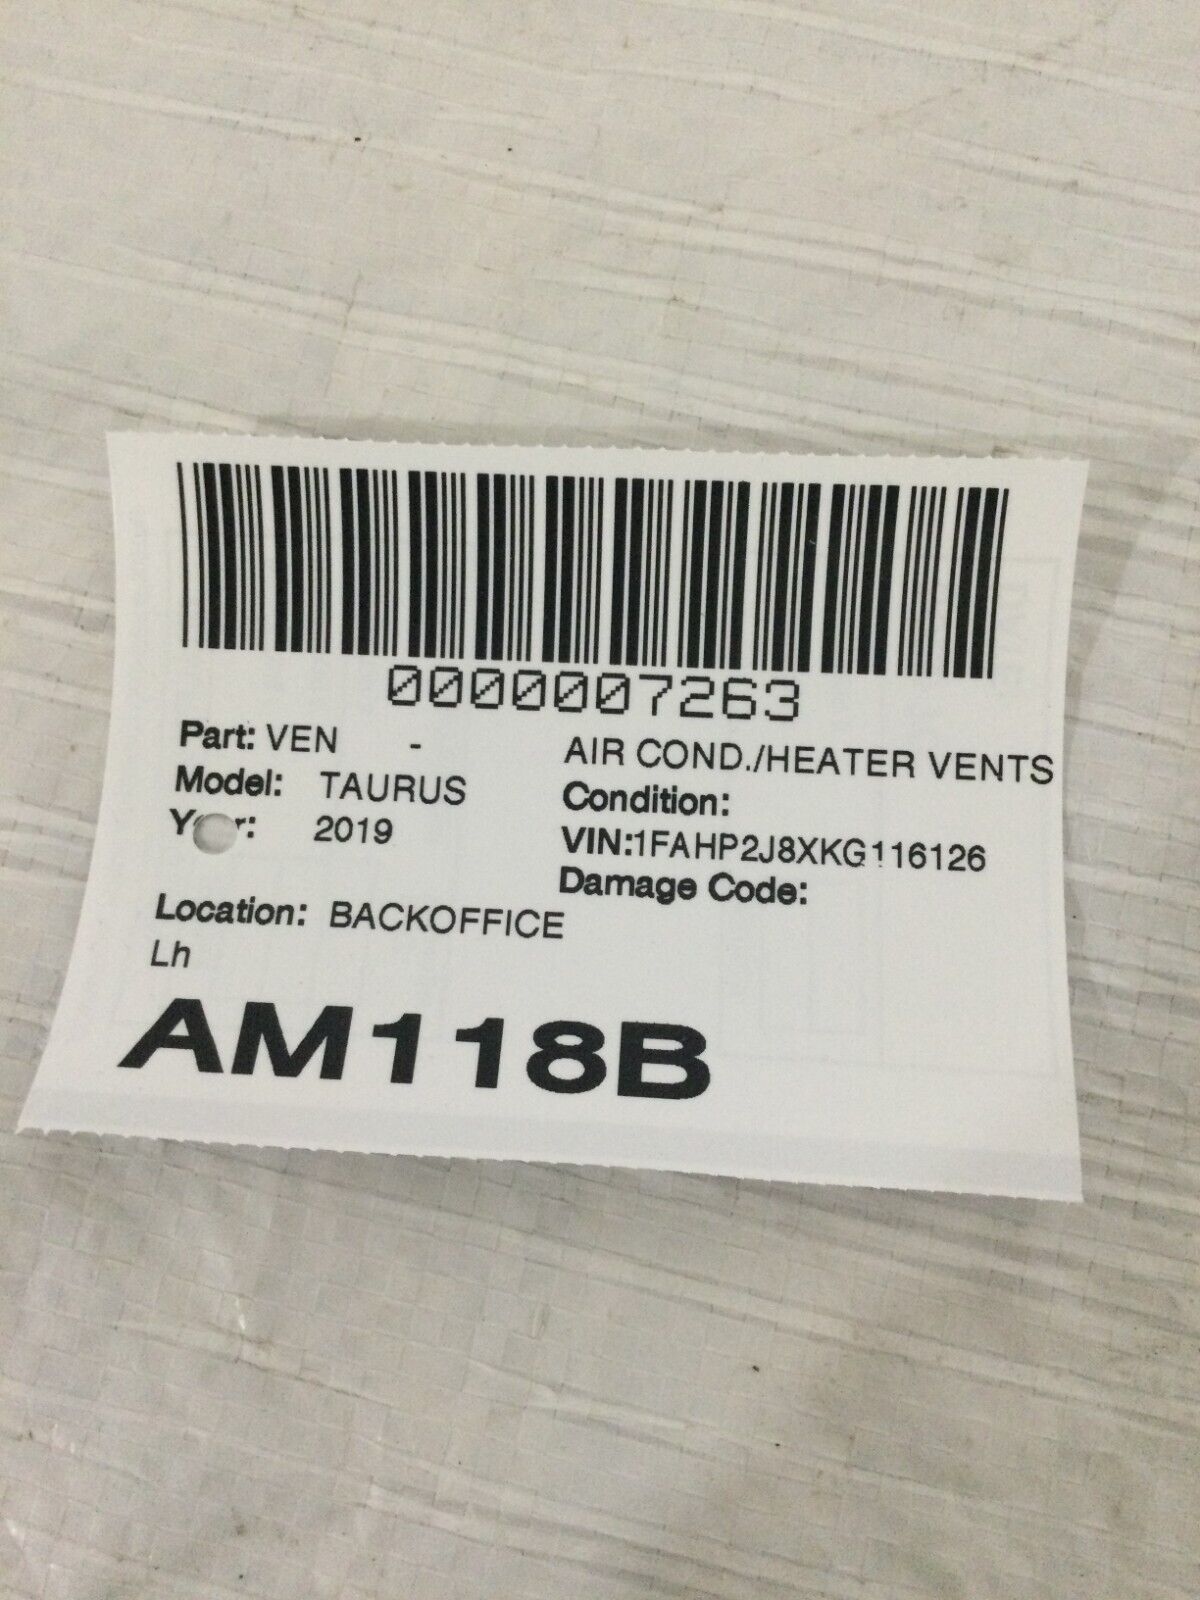 0000007263
Part: VEN - AIR COND./HEATER VENTS
Model: TAURUS Condition:
2019 VIN:1FAHP2J8XKG116126
Damage Code:
Location: BACKOFFICE
Lh
AM118B